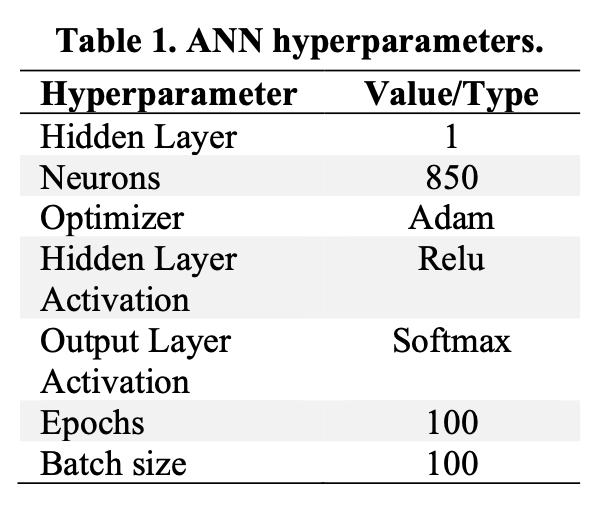 Table 1. ANN hyperparameters.
Hyperparameter Value/Type
Hidden Layer 1
Neurons 850
Optimizer Adam
Hidden Layer Relu
Activation
Output Layer Softmax
Activation
Epochs 100
Batch size 100